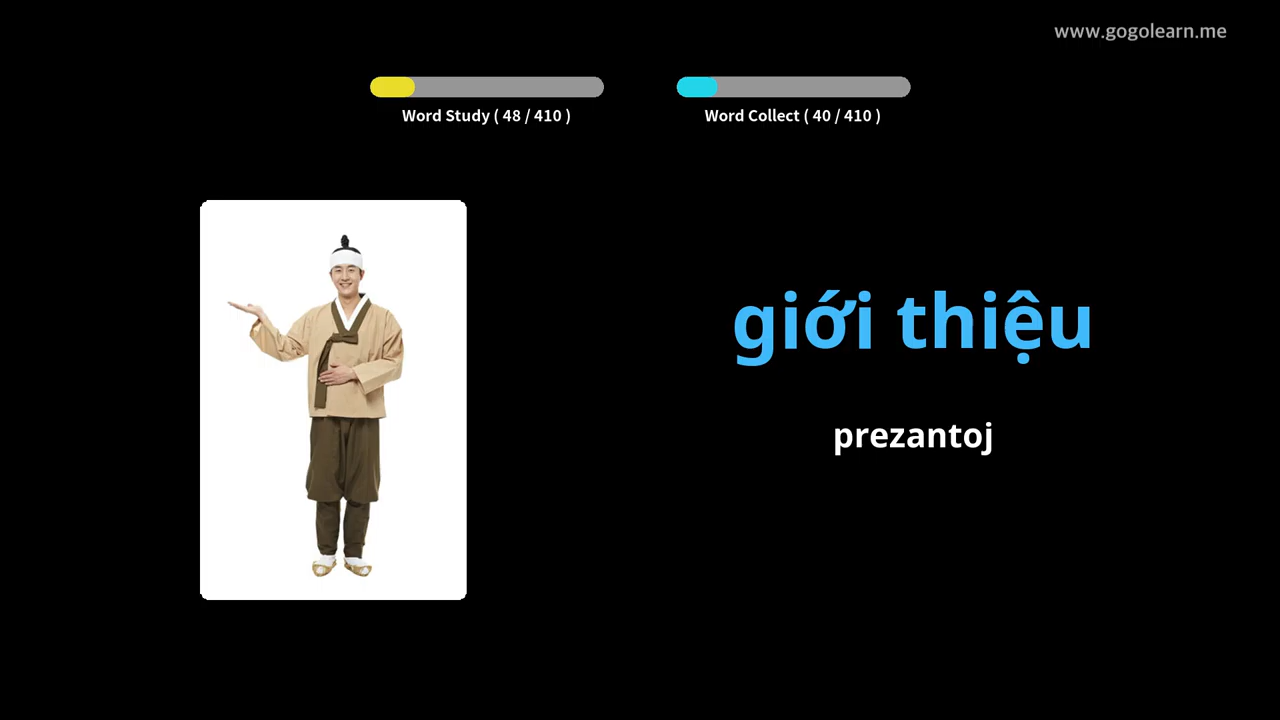 www.gogolearn.me
Word Study ( 48 / 410 )
Word Collect ( 40 / 410 )
giới thiệu
prezantoj